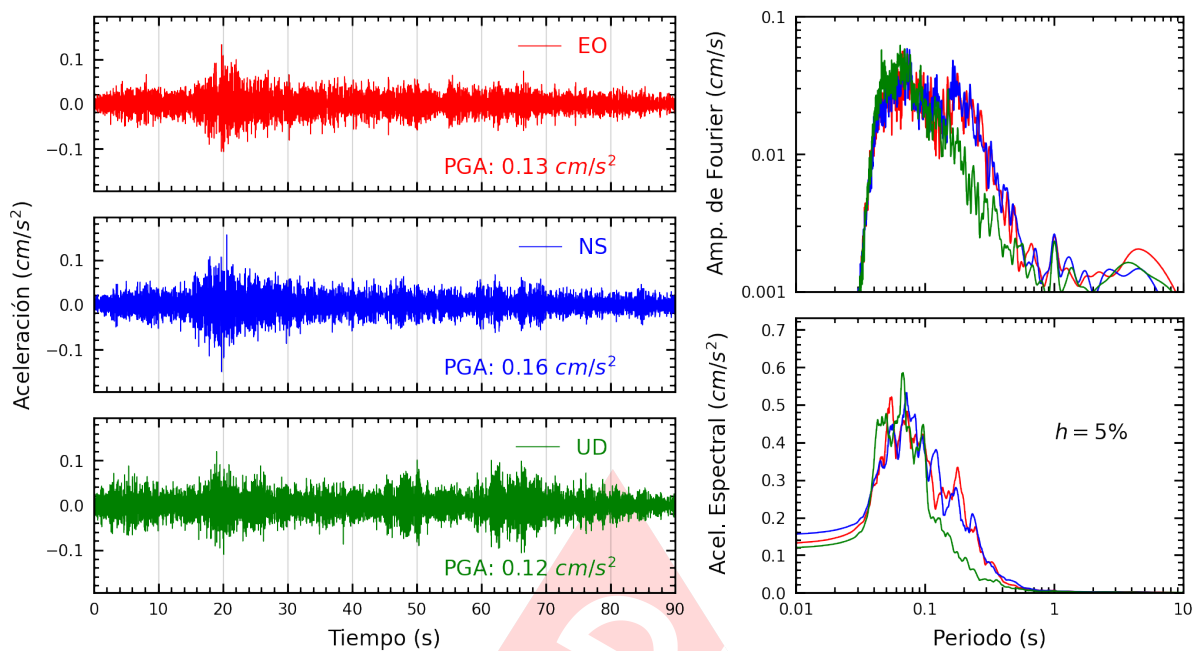 Aceleración (cm/s²)
0.1
0.0
−0.1
EO
PGA: 0.13 cm/s²
0.1
0.0
−0.1
NS
PGA: 0.16 cm/s²
0.1
0.0
−0.1
UD
PGA: 0.12 cm/s²
0 10 20 30 40 50 60 70 80 90
Tiempo (s)
Amp. de Fourier (cm/s)
0.1
0.01
0.001
Acel. Espectral (cm/s²)
0.7
0.6
0.5
0.4
0.3
0.2
0.1
0.0
h = 5%
0.01 0.1 1 10
Periodo (s)